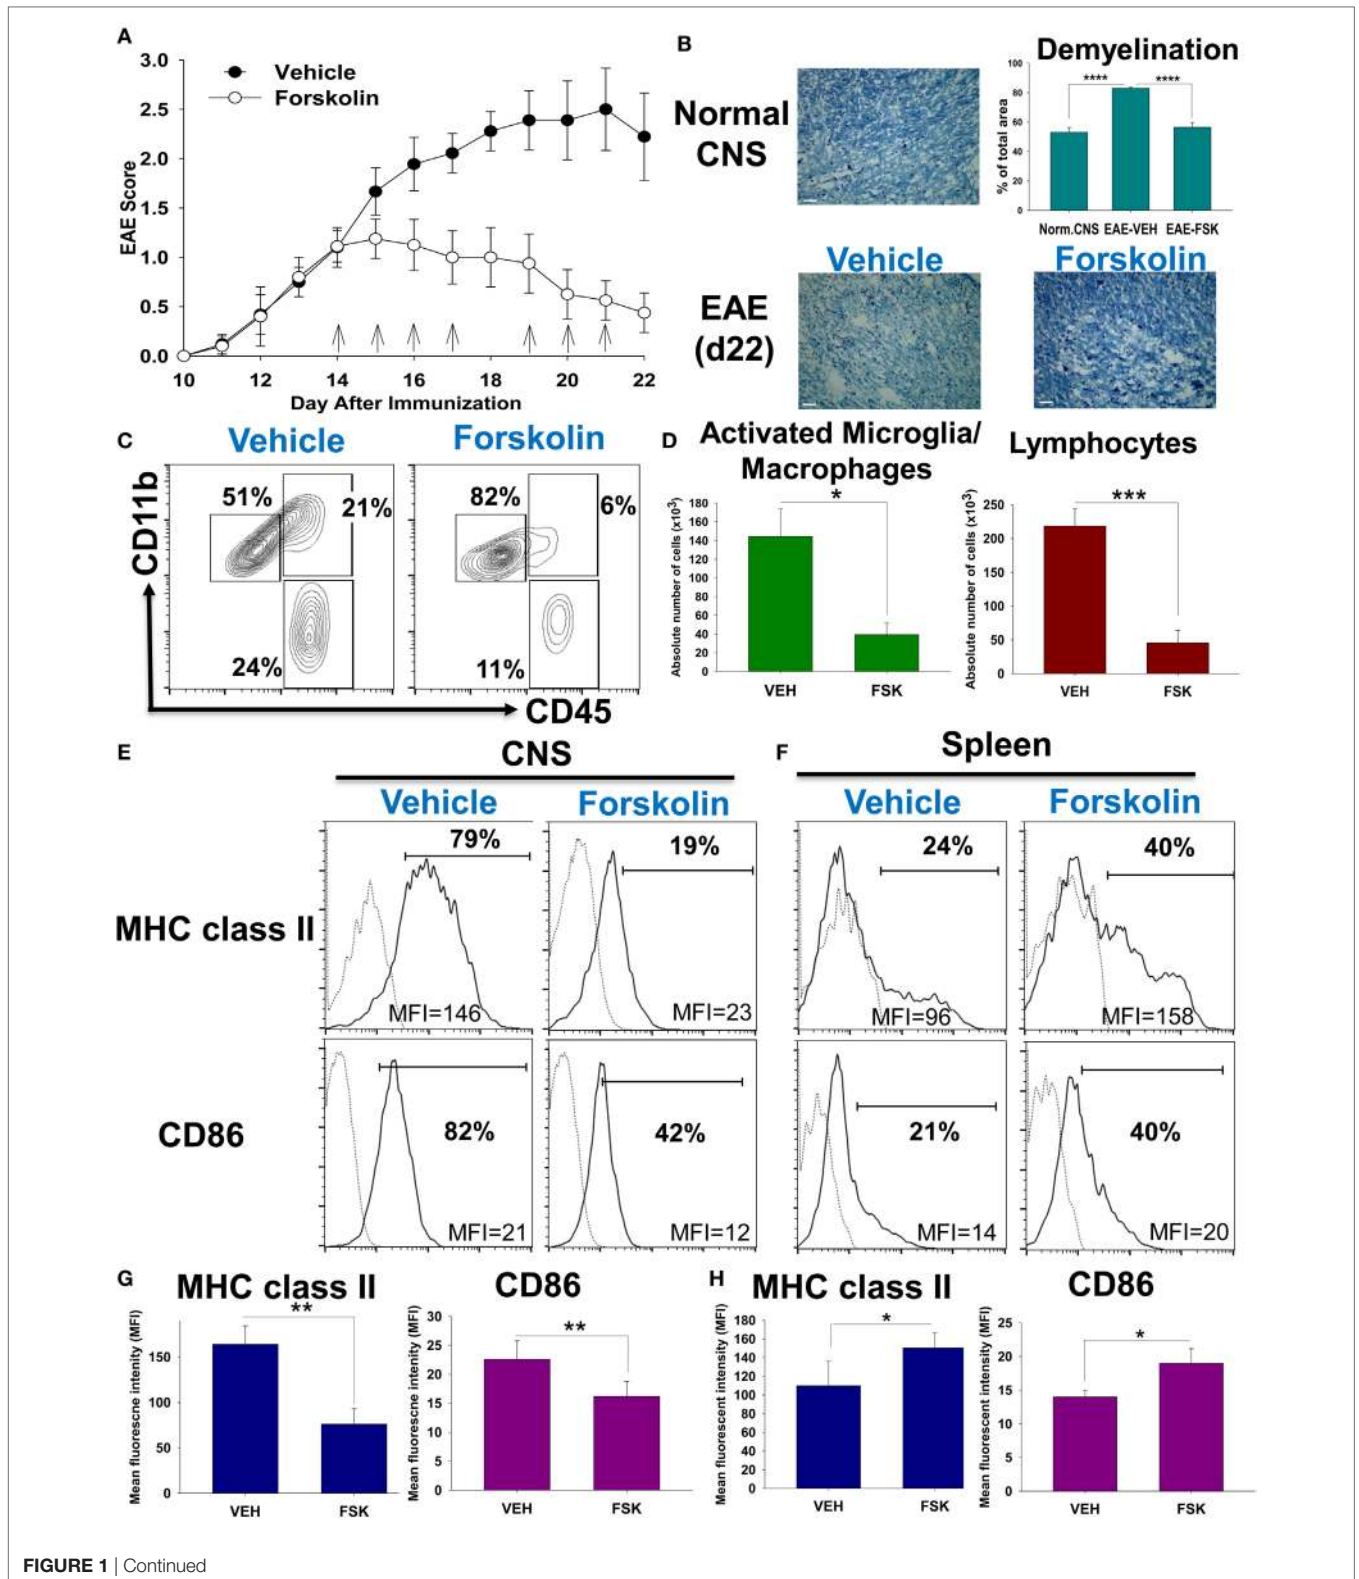 A
3.0
2.5
2.0
1.5
1.0
0.5
0.0
EAE Score
Vehicle
Forskolin
10 12 14 16 18 20 22
Day After Immunization
B
Normal
CNS
Demyelination
% of total area
100
80
60
40
20
0
**** ****
Norm.CNS EAE-VEH EAE-FSK
Vehicle Forskolin
EAE
(d22)
C
Vehicle Forskolin
CD11b
51% 21% 82% 6%
24% 11%
CD45
D
Activated Microglia/
Macrophages
Absolute number of cells (x10³)
180
160
140
120
100
80
60
40
20
0
*
VEH FSK
Lymphocytes
Absolute number of cells (x10³)
250
200
150
100
50
0
***
VEH FSK
E
CNS
Vehicle Forskolin
F
Spleen
Vehicle Forskolin
MHC class II
79% 19% 24% 40%
MFI=146 MFI=23 MFI=96 MFI=158
CD86
82% 42% 21% 40%
MFI=21 MFI=12 MFI=14 MFI=20
G
MHC class II
Mean fluorescne intenity (MFI)
150
100
50
0
**
VEH FSK
CD86
Mean fluorescne intenity (MFI)
30
25
20
15
10
5
0
**
VEH FSK
H
MHC class II
Mean fluorescent intensity (MFI)
180
160
140
120
100
80
60
40
20
0
*
VEH FSK
CD86
Mean fluorescent intensity (MFI)
25
20
15
10
5
0
*
VEH FSK
FIGURE 1 | Continued